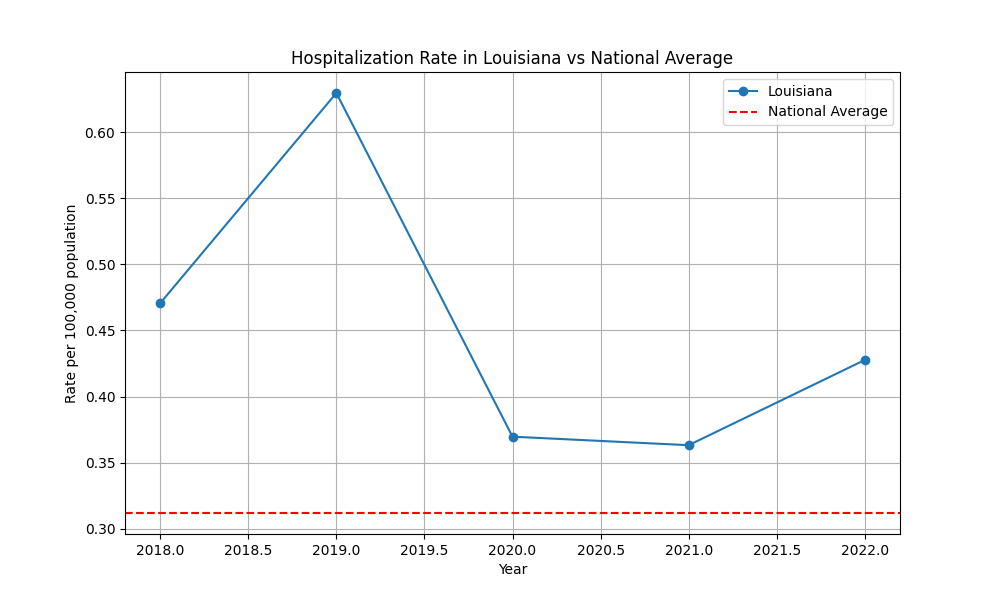 Hospitalization Rate in Louisiana vs National Average
Louisiana
National Average
Rate per 100,000 population
0.60
0.55
0.50
0.45
0.40
0.35
0.30
2018.0 2018.5 2019.0 2019.5 2020.0 2020.5 2021.0 2021.5 2022.0
Year